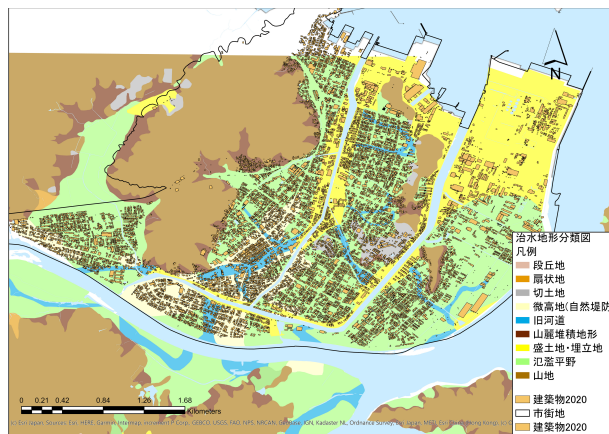 N
治水地形分類図
凡例
段丘地
扇状地
切土地
微高地(自然堤防
旧河道
山麓堆積地形
盛土地・埋立地
氾濫平野
山地
建築物2020
市街地
建築物2020
0 0.21 0.42 0.84 1.26 1.68
Kilometers